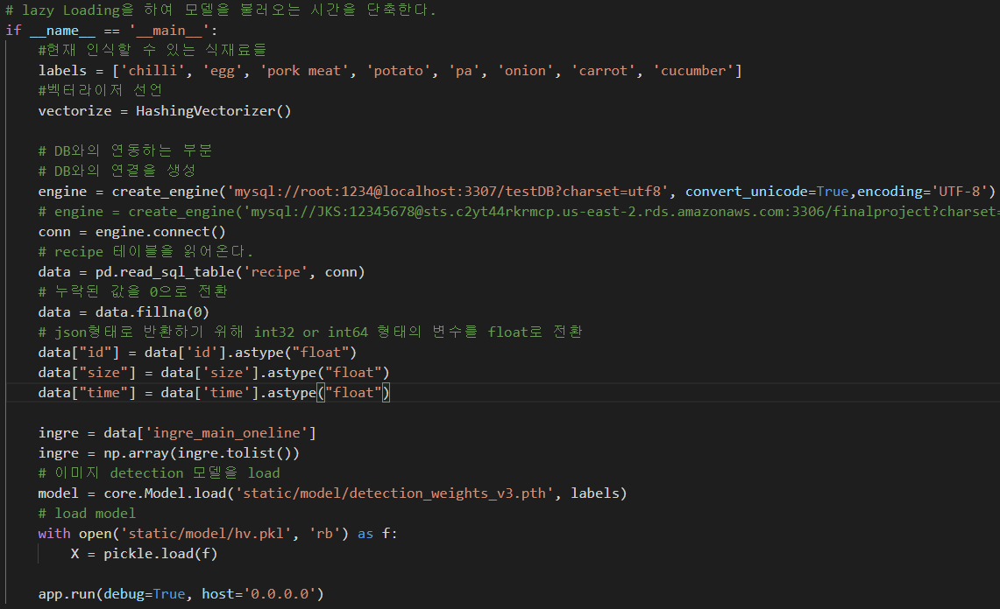 # lazy Loading을 하여 모델을 불러오는 시간을 단축한다.
if __name__ == '__main__':
    #현재 인식할 수 있는 식재료들
    labels = ['chilli', 'egg', 'pork meat', 'potato', 'pa', 'onion', 'carrot', 'cucumber']
    #벡터라이저 선언
    vectorize = HashingVectorizer()
    # DB와의 연동하는 부분
    # DB와의 연결을 생성
    engine = create_engine('mysql://root:1234@localhost:3307/testDB?charset=utf8', convert_unicode=True,encoding='UTF-8')
    # engine = create_engine('mysql://JKS:12345678@sts.c2yt44rkrmcp.us-east-2.rds.amazonaws.com:3306/finalproject?charset=
    conn = engine.connect()
    # recipe 테이블을 읽어온다.
    data = pd.read_sql_table('recipe', conn)
    # 누락된 값을 0으로 전환
    data = data.fillna(0)
    # json형태로 반환하기 위해 int32 or int64 형태의 변수를 float로 전환
    data["id"] = data['id'].astype("float")
    data["size"] = data['size'].astype("float")
    data["time"] = data['time'].astype("float")
    ingre = data['ingre_main_oneline']
    ingre = np.array(ingre.tolist())
    # 이미지 detection 모델을 load
    model = core.Model.load('static/model/detection_weights_v3.pth', labels)
    # load model
    with open('static/model/hv.pkl', 'rb') as f:
        X = pickle.load(f)
    app.run(debug=True, host='0.0.0.0')